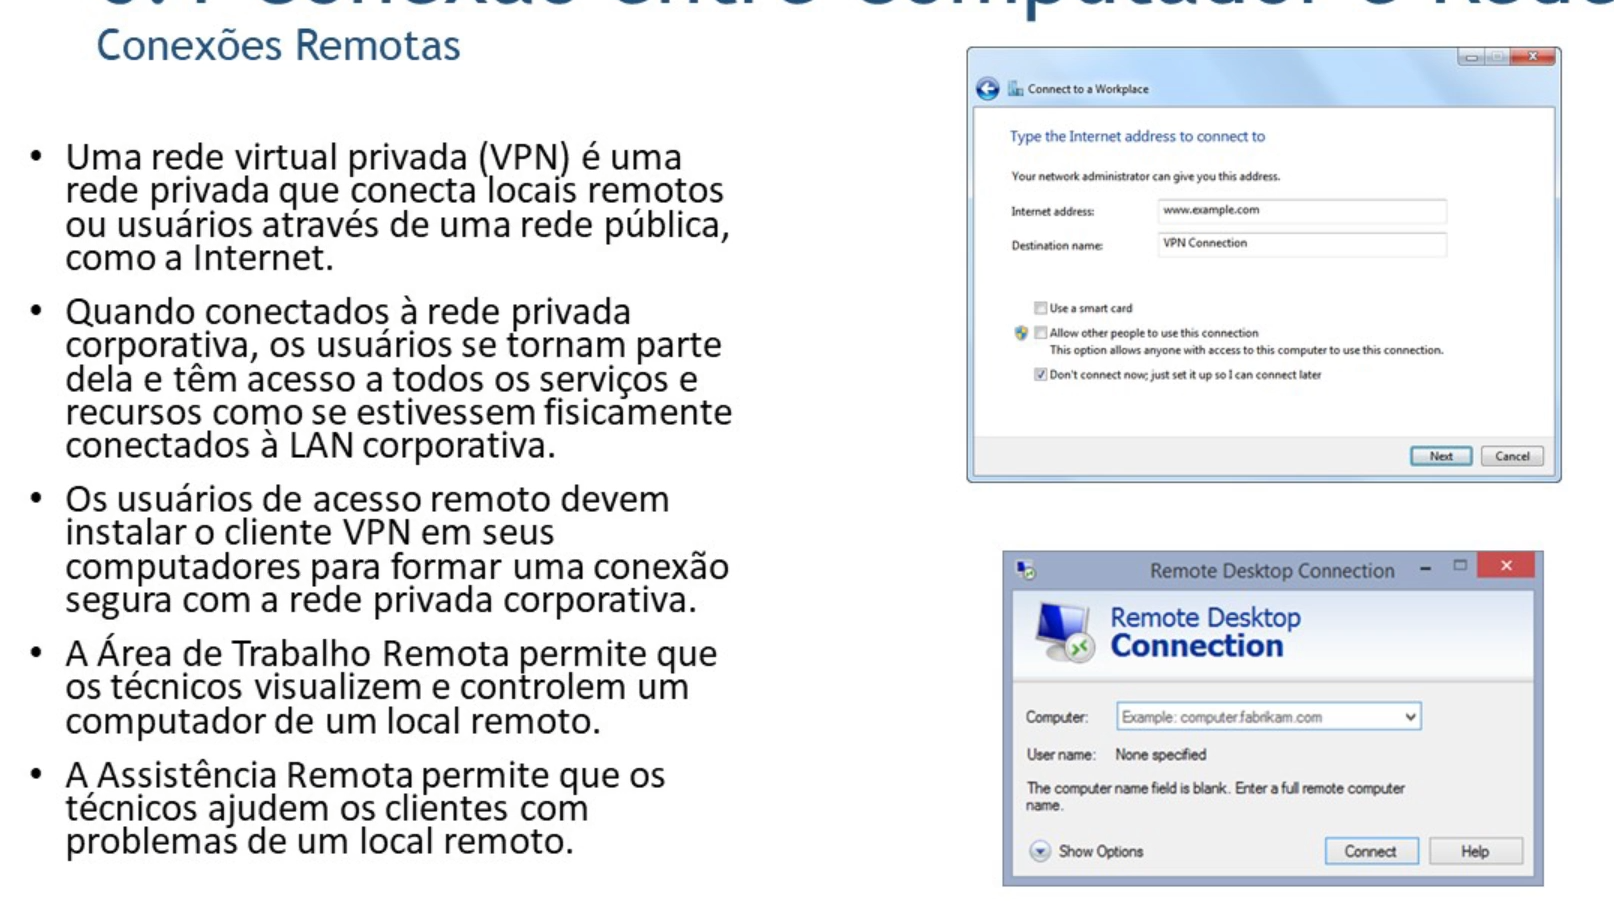 Conexão entre Computador e Rede
Conexões Remotas
• Uma rede virtual privada (VPN) é uma
rede privada que conecta locais remotos
ou usuários através de uma rede pública,
como a Internet.
• Quando conectados à rede privada
corporativa, os usuários se tornam parte
dela e têm acesso a todos os serviços e
recursos como se estivessem fisicamente
conectados à LAN corporativa.
• Os usuários de acesso remoto devem
instalar o cliente VPN em seus
computadores para formar uma conexão
segura com a rede privada corporativa.
• A Área de Trabalho Remota permite que
os técnicos visualizem e controlem um
computador de um local remoto.
• A Assistência Remota permite que os
técnicos ajudem os clientes com
problemas de um local remoto.
Connect to a Workplace
Type the Internet address to connect to
Your network administrator can give you this address.
Internet address: www.example.com
Destination name: VPN Connection
Use a smart card
Allow other people to use this connection
This option allows anyone with access to this computer to use this connection.
Don't connect now; just set it up so I can connect later
Next Cancel
Remote Desktop Connection
Remote Desktop
Connection
Computer: Example: computer.fabrikam.com
User name: None specified
The computer name field is blank. Enter a full remote computer
name.
Show Options Connect Help